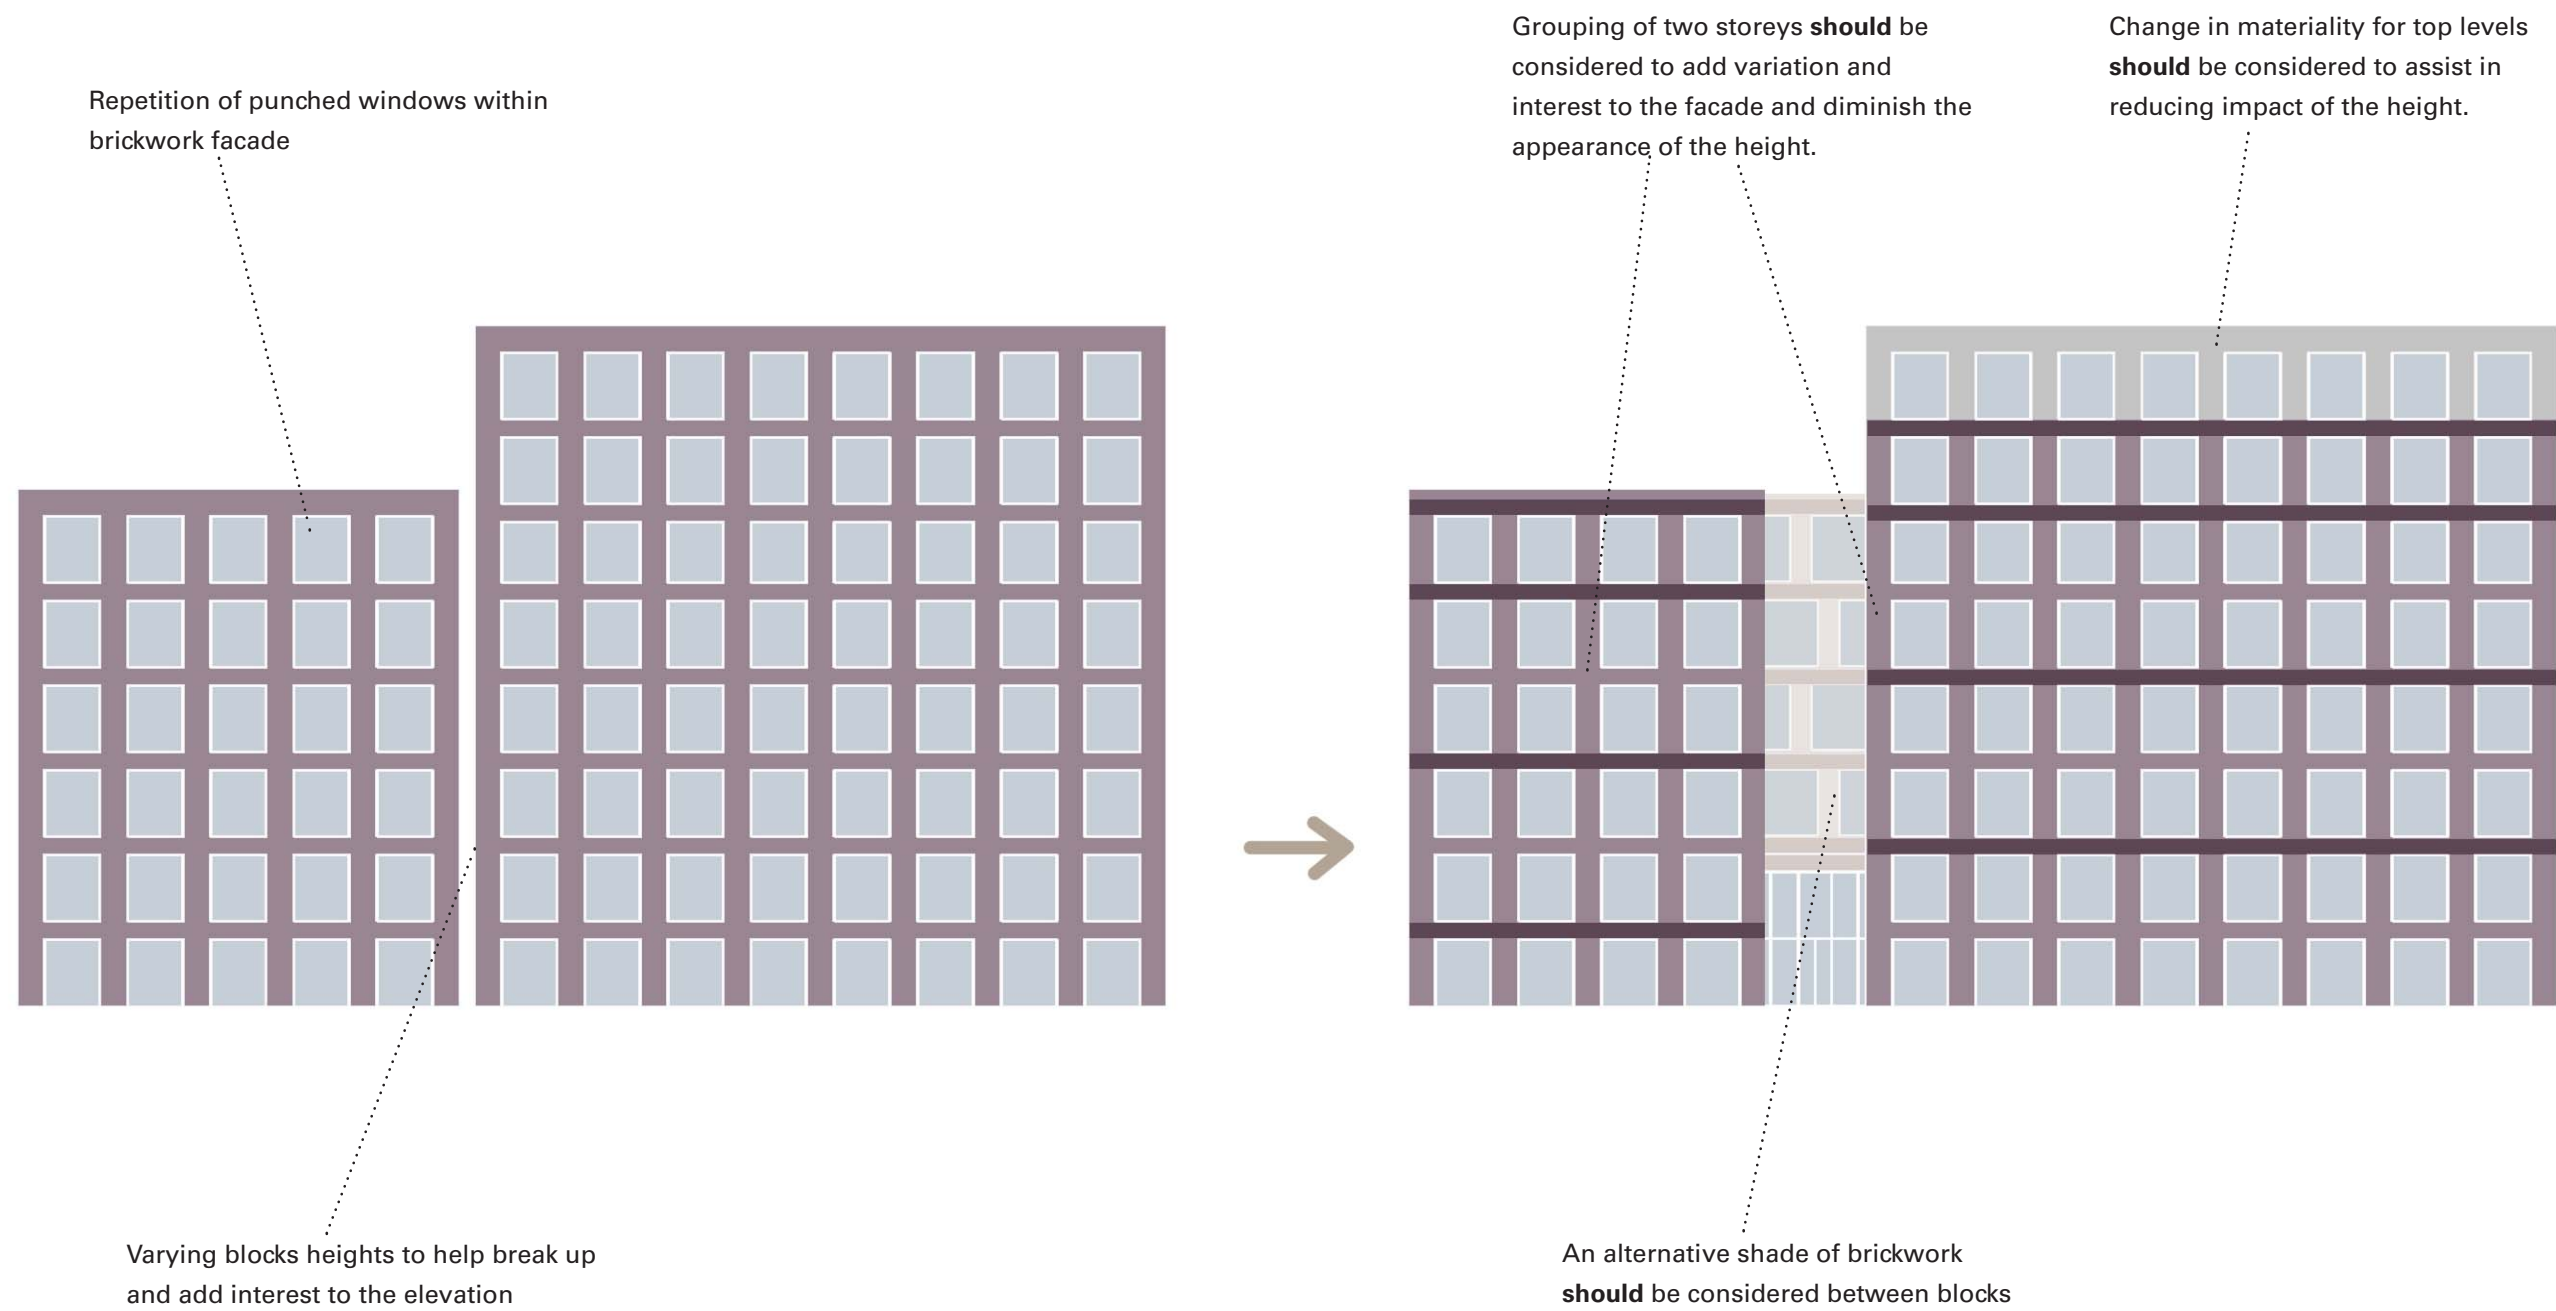 Repetition of punched windows within
brickwork facade
Grouping of two storeys should be
considered to add variation and
interest to the facade and diminish the
appearance of the height.
Change in materiality for top levels
should be considered to assist in
reducing impact of the height.
Varying blocks heights to help break up
and add interest to the elevation
An alternative shade of brickwork
should be considered between blocks